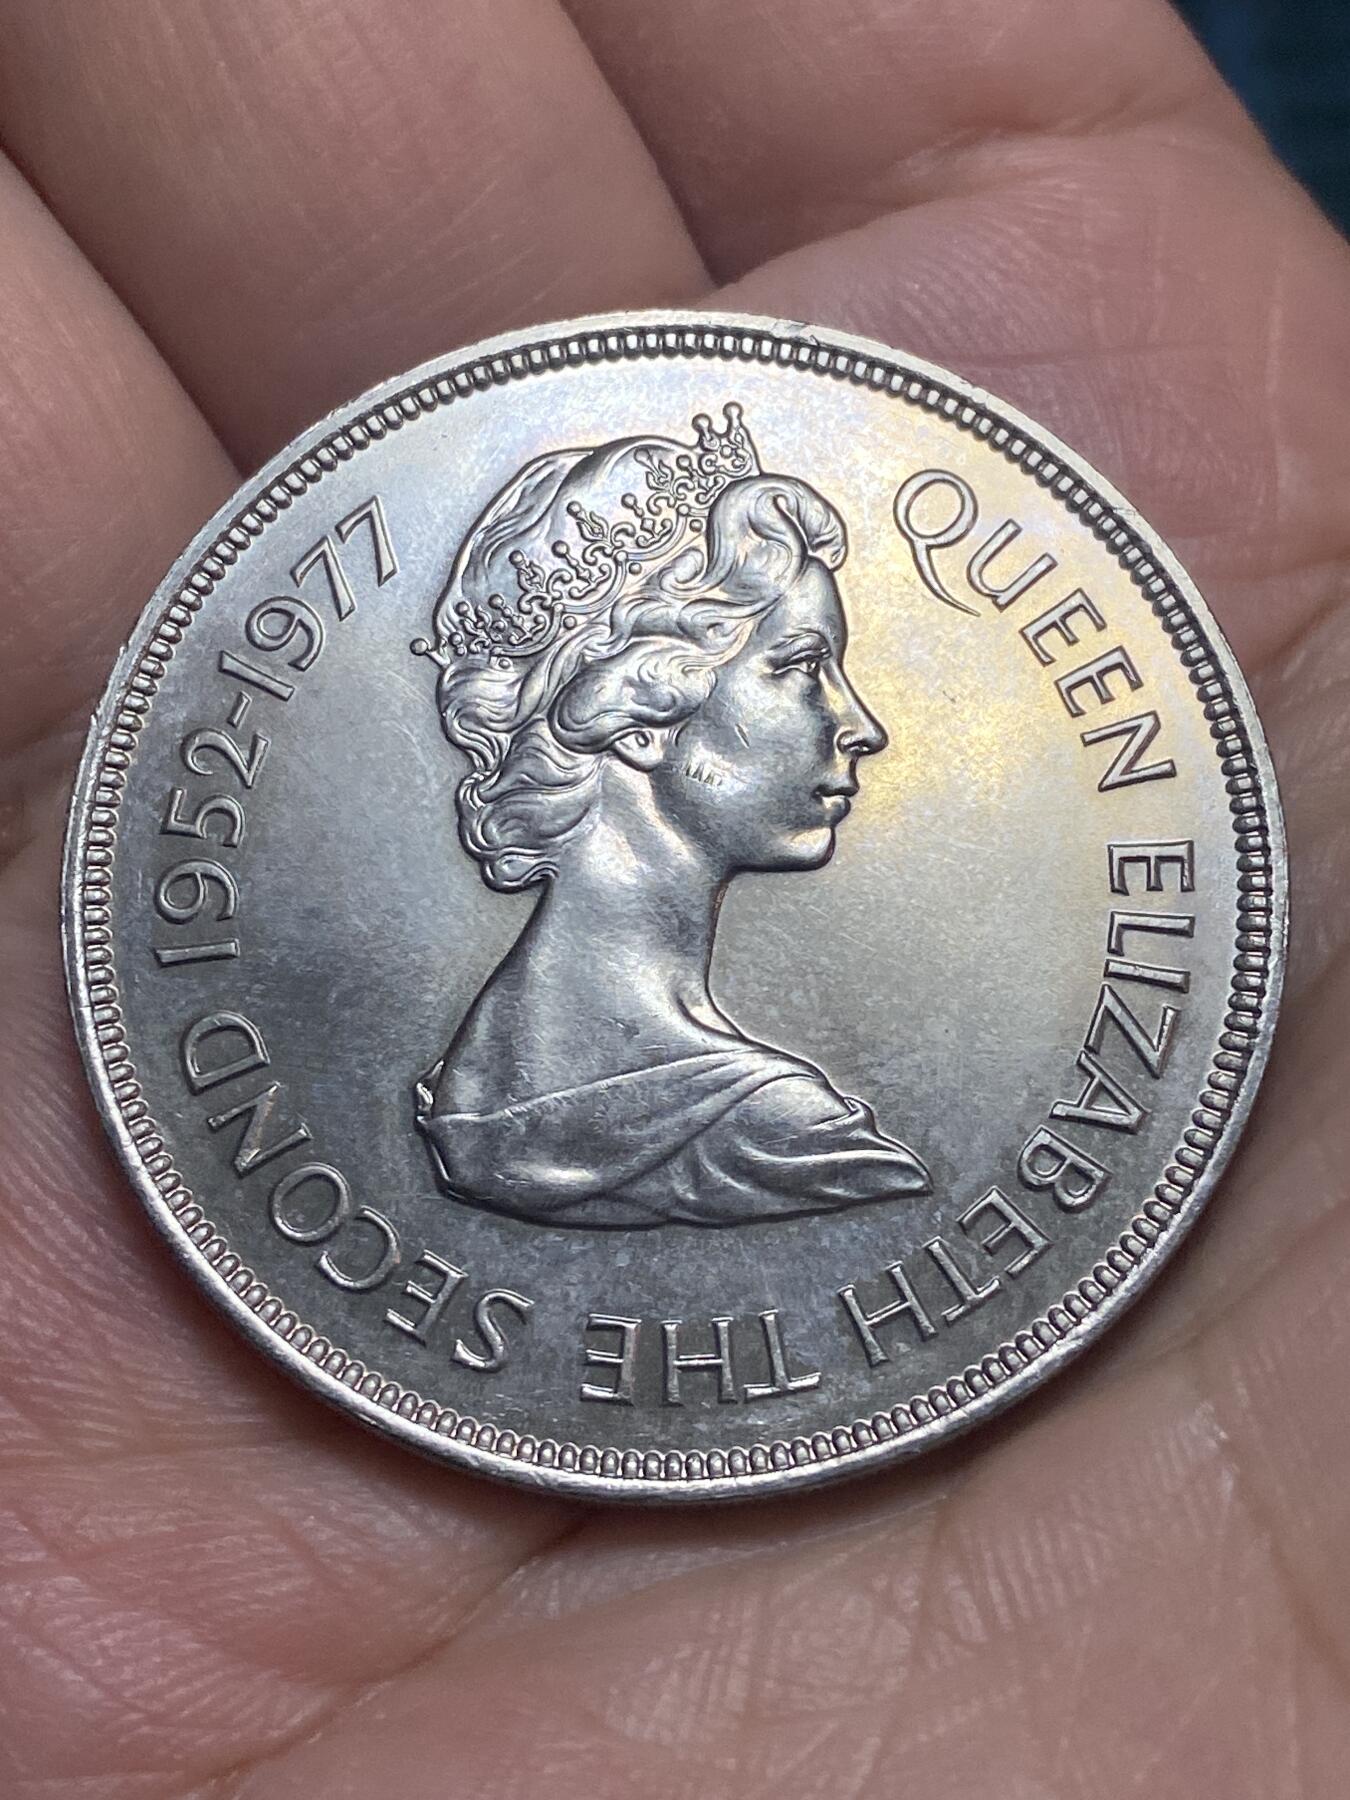 QUEEN ELIZABETH THE SECOND 1952-1977